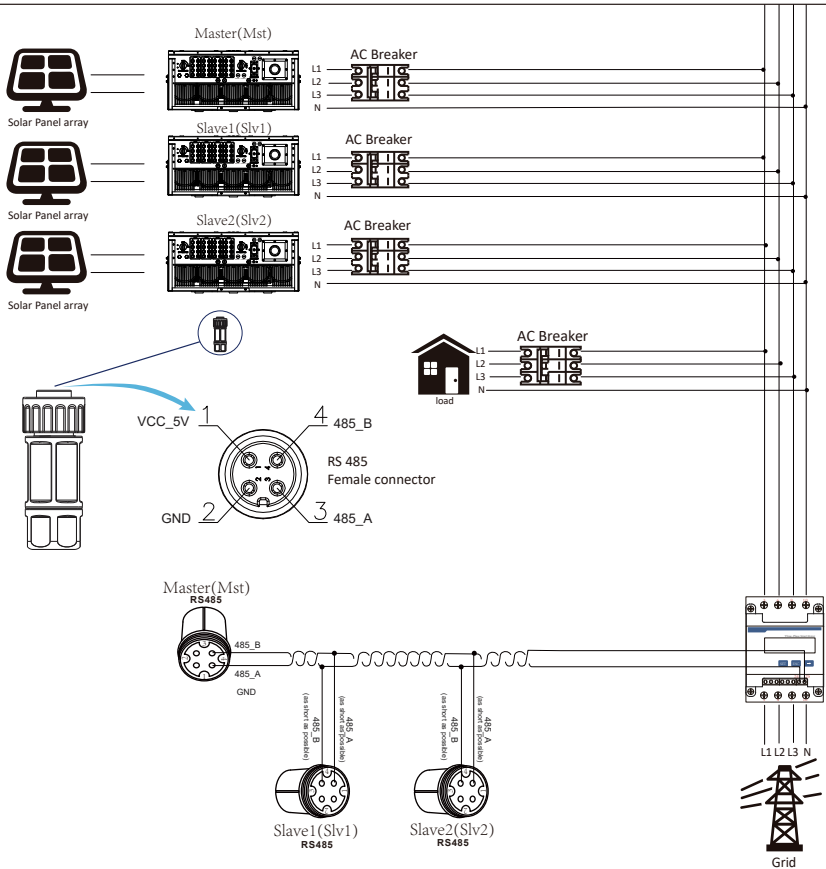 Master(Mst)
AC Breaker
L1
L2
L3
N
Solar Panel array
Slave1(Slv1)
AC Breaker
L1
L2
L3
N
Solar Panel array
Slave2(Slv2)
AC Breaker
L1
L2
L3
N
Solar Panel array
AC Breaker
L1
L2
L3
N
load
VCC_5V 1
4 485_B
1 4
2 3
RS 485
Female connector
GND 2
3 485_A
Master(Mst)
RS485
485_B
485_A
GND
485_B
(as short as possible)
485_A
(as short as possible)
485_B
(as short as possible)
485_A
(as short as possible)
Slave1(Slv1)
RS485
Slave2(Slv2)
RS485
L1 L2 L3 N
Grid